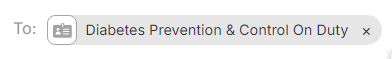 To: Diabetes Prevention & Control On Duty ×